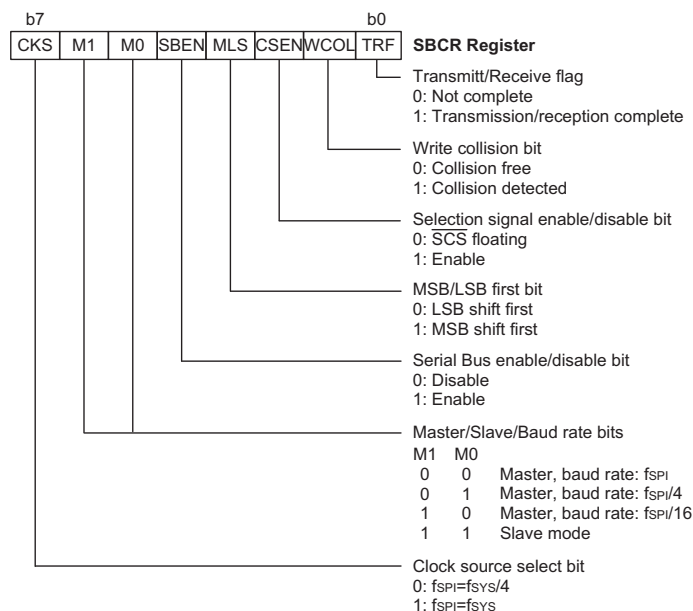 b7 b0
CKS M1 M0 SBEN MLS CSEN WCOL TRF SBCR Register
Transmitt/Receive flag
0: Not complete
1: Transmission/reception complete
Write collision bit
0: Collision free
1: Collision detected
Selection signal enable/disable bit
0: SCS floating
1: Enable
MSB/LSB first bit
0: LSB shift first
1: MSB shift first
Serial Bus enable/disable bit
0: Disable
1: Enable
Master/Slave/Baud rate bits
M1 M0
0 0 Master, baud rate: fSPI
0 1 Master, baud rate: fSPI/4
1 0 Master, baud rate: fSPI/16
1 1 Slave mode
Clock source select bit
0: fSPI=fSYS/4
1: fSPI=fSYS